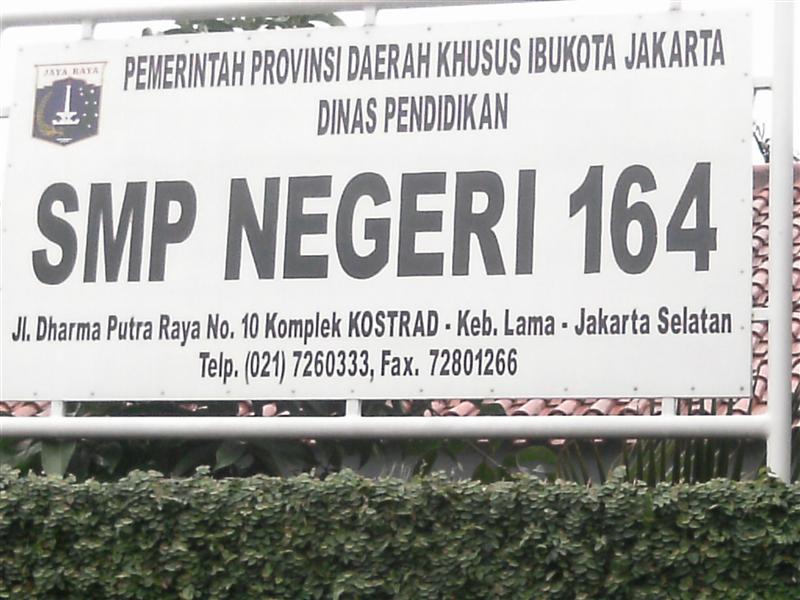 JAYA RAYA
PEMERINTAH PROVINSI DAERAH KHUSUS IBUKOTA JAKARTA
DINAS PENDIDIKAN
SMP NEGERI 164
Jl. Dharma Putra Raya No. 10 Komplek KOSTRAD - Keb. Lama - Jakarta Selatan
Telp. (021) 7260333, Fax. 72801266